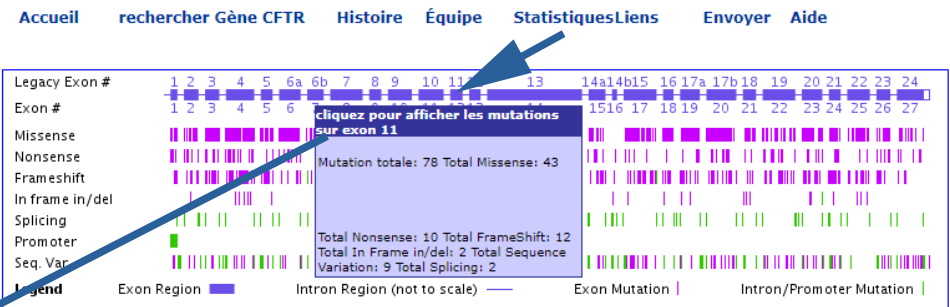 Accueil rechercher Gène CFTR Histoire Équipe StatistiquesLiens Envoyer Aide
Legacy Exon # 1 2 3 4 5 6a 6b 7 8 9 10 11 13 14a14b15 16 17a 17b 18 19 20 21 22 23 24
Exon # 1 2 3 4 5 6 1516 17 18 19 20 21 22 23 24 25 26 27
cliquez pour afficher les mutations
sur exon 11
Missense
Nonsense
Mutation totale: 78 Total Missense: 43
Frameshift
In frame in/del
Splicing
Promoter
Total Nonsense: 10 Total FrameShift: 12
Total In Frame in/del: 2 Total Sequence
Seq. Var.
Variation: 9 Total Splicing: 2
Legend Exon Region Intron Region (not to scale) Exon Mutation Intron/Promoter Mutation